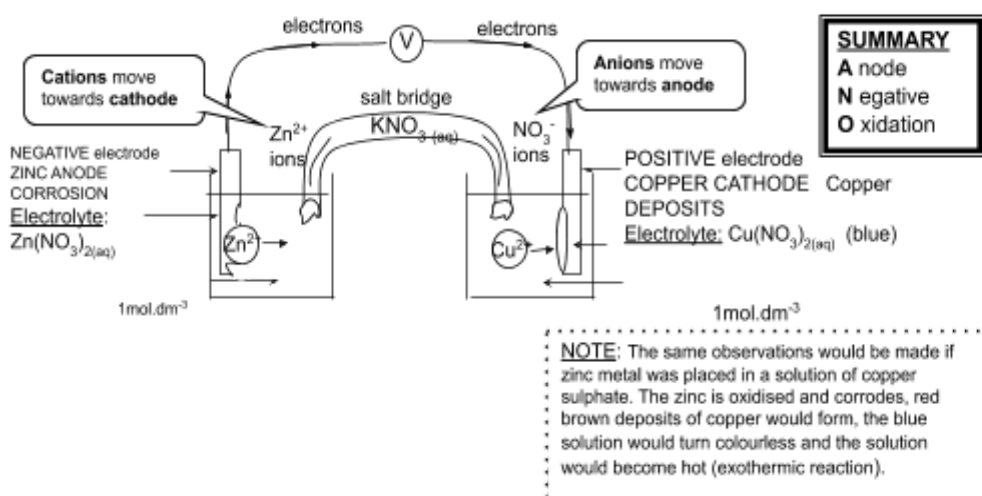 electrons
V
electrons
SUMMARY
A node
N egative
O xidation
Cations move
towards cathode
Anions move
towards anode
salt bridge
KNO3 (aq)
Zn²⁺
ions
NO3⁻
ions
NEGATIVE electrode
ZINC ANODE
CORROSION
Electrolyte:
Zn(NO3)2(aq)
POSITIVE electrode
COPPER CATHODE Copper
DEPOSITS
Electrolyte: Cu(NO3)2(aq) (blue)
Zn²⁺
Cu²⁺
1mol.dm⁻³
1mol.dm⁻³
NOTE: The same observations would be made if
zinc metal was placed in a solution of copper
sulphate. The zinc is oxidised and corrodes, red
brown deposits of copper would form, the blue
solution would turn colourless and the solution
would become hot (exothermic reaction).